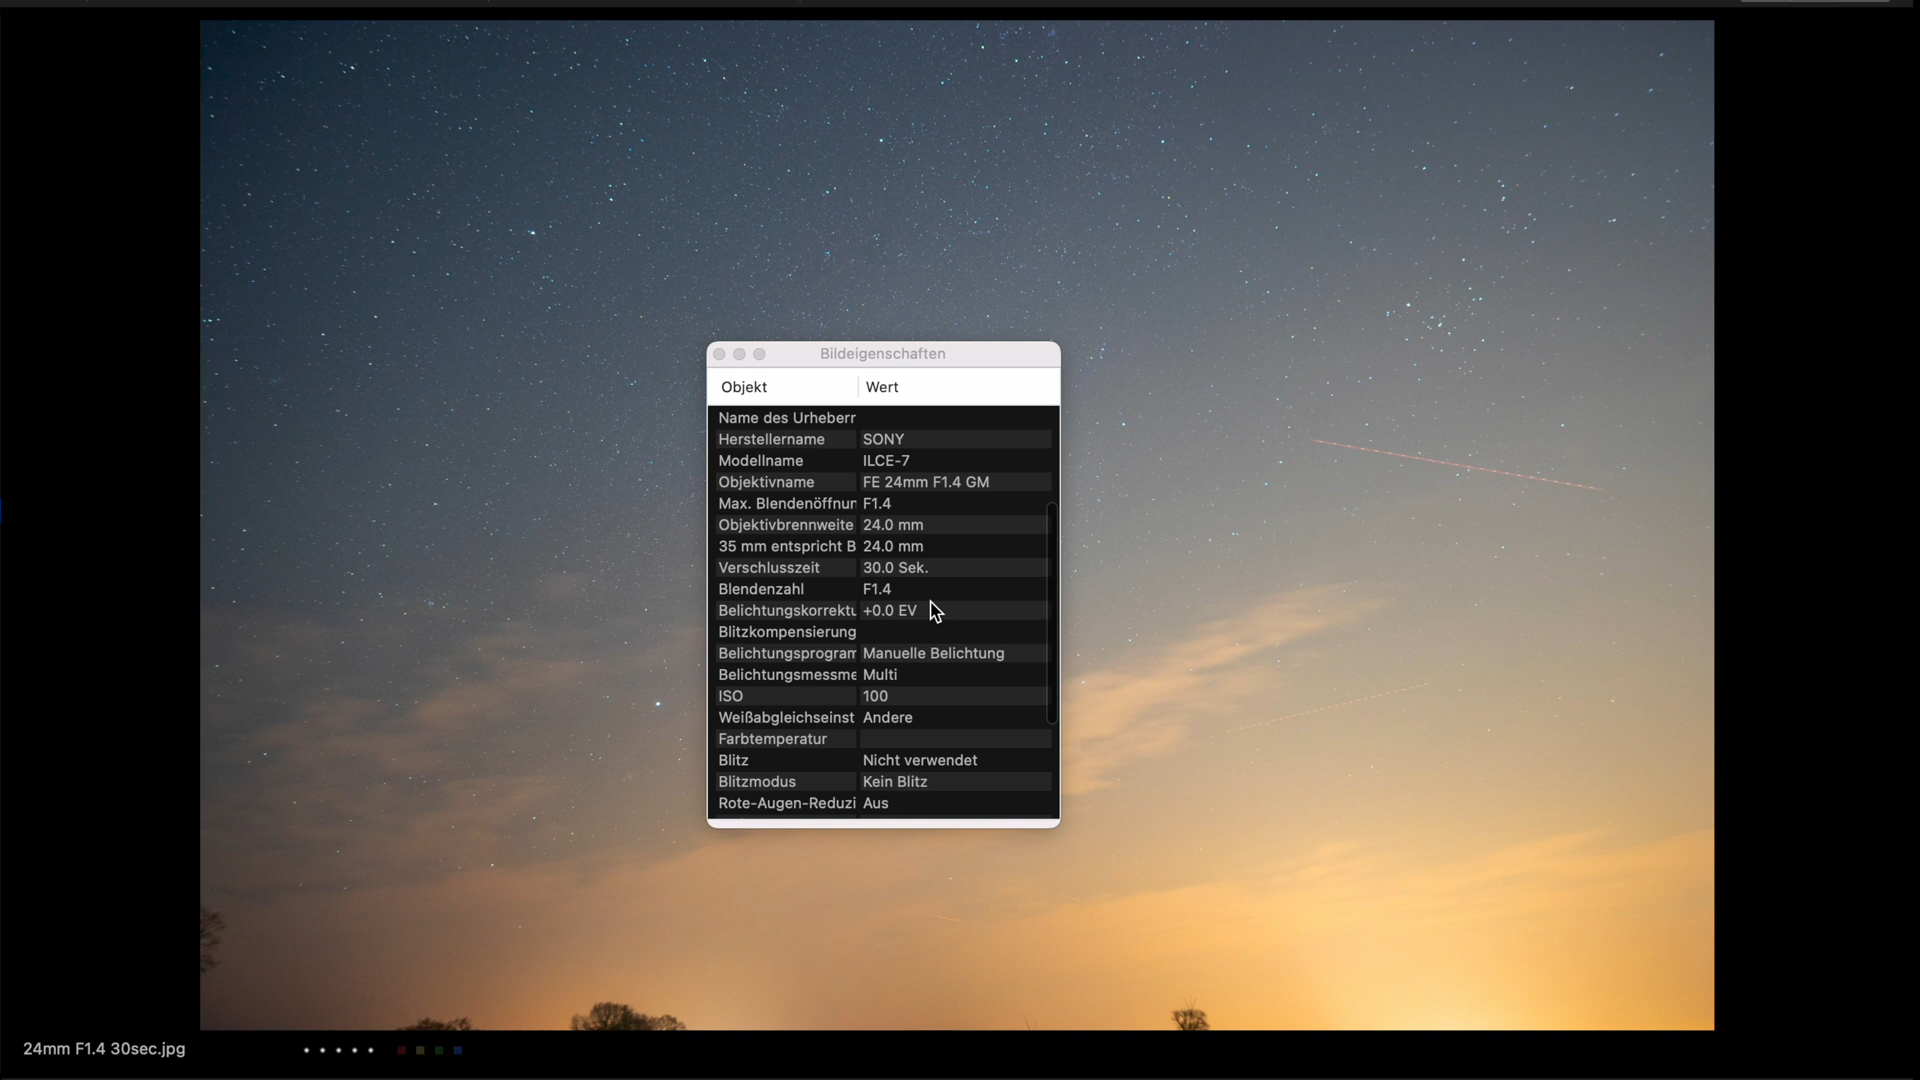 Bildeigenschaften
Objekt Wert
Name des Urheberr
Herstellername SONY
Modellname ILCE-7
Objektivname FE 24mm F1.4 GM
Max. Blendenöffnur F1.4
Objektivbrennweite 24.0 mm
35 mm entspricht B 24.0 mm
Verschlusszeit 30.0 Sek.
Blendenzahl F1.4
Belichtungskorrektu +0.0 EV
Blitzkompensierung
Belichtungsprogram Manuelle Belichtung
Belichtungsmessme Multi
ISO 100
Weißabgleichseinst Andere
Farbtemperatur
Blitz Nicht verwendet
Blitzmodus Kein Blitz
Rote-Augen-Reduzi Aus
24mm F1.4 30sec.jpg